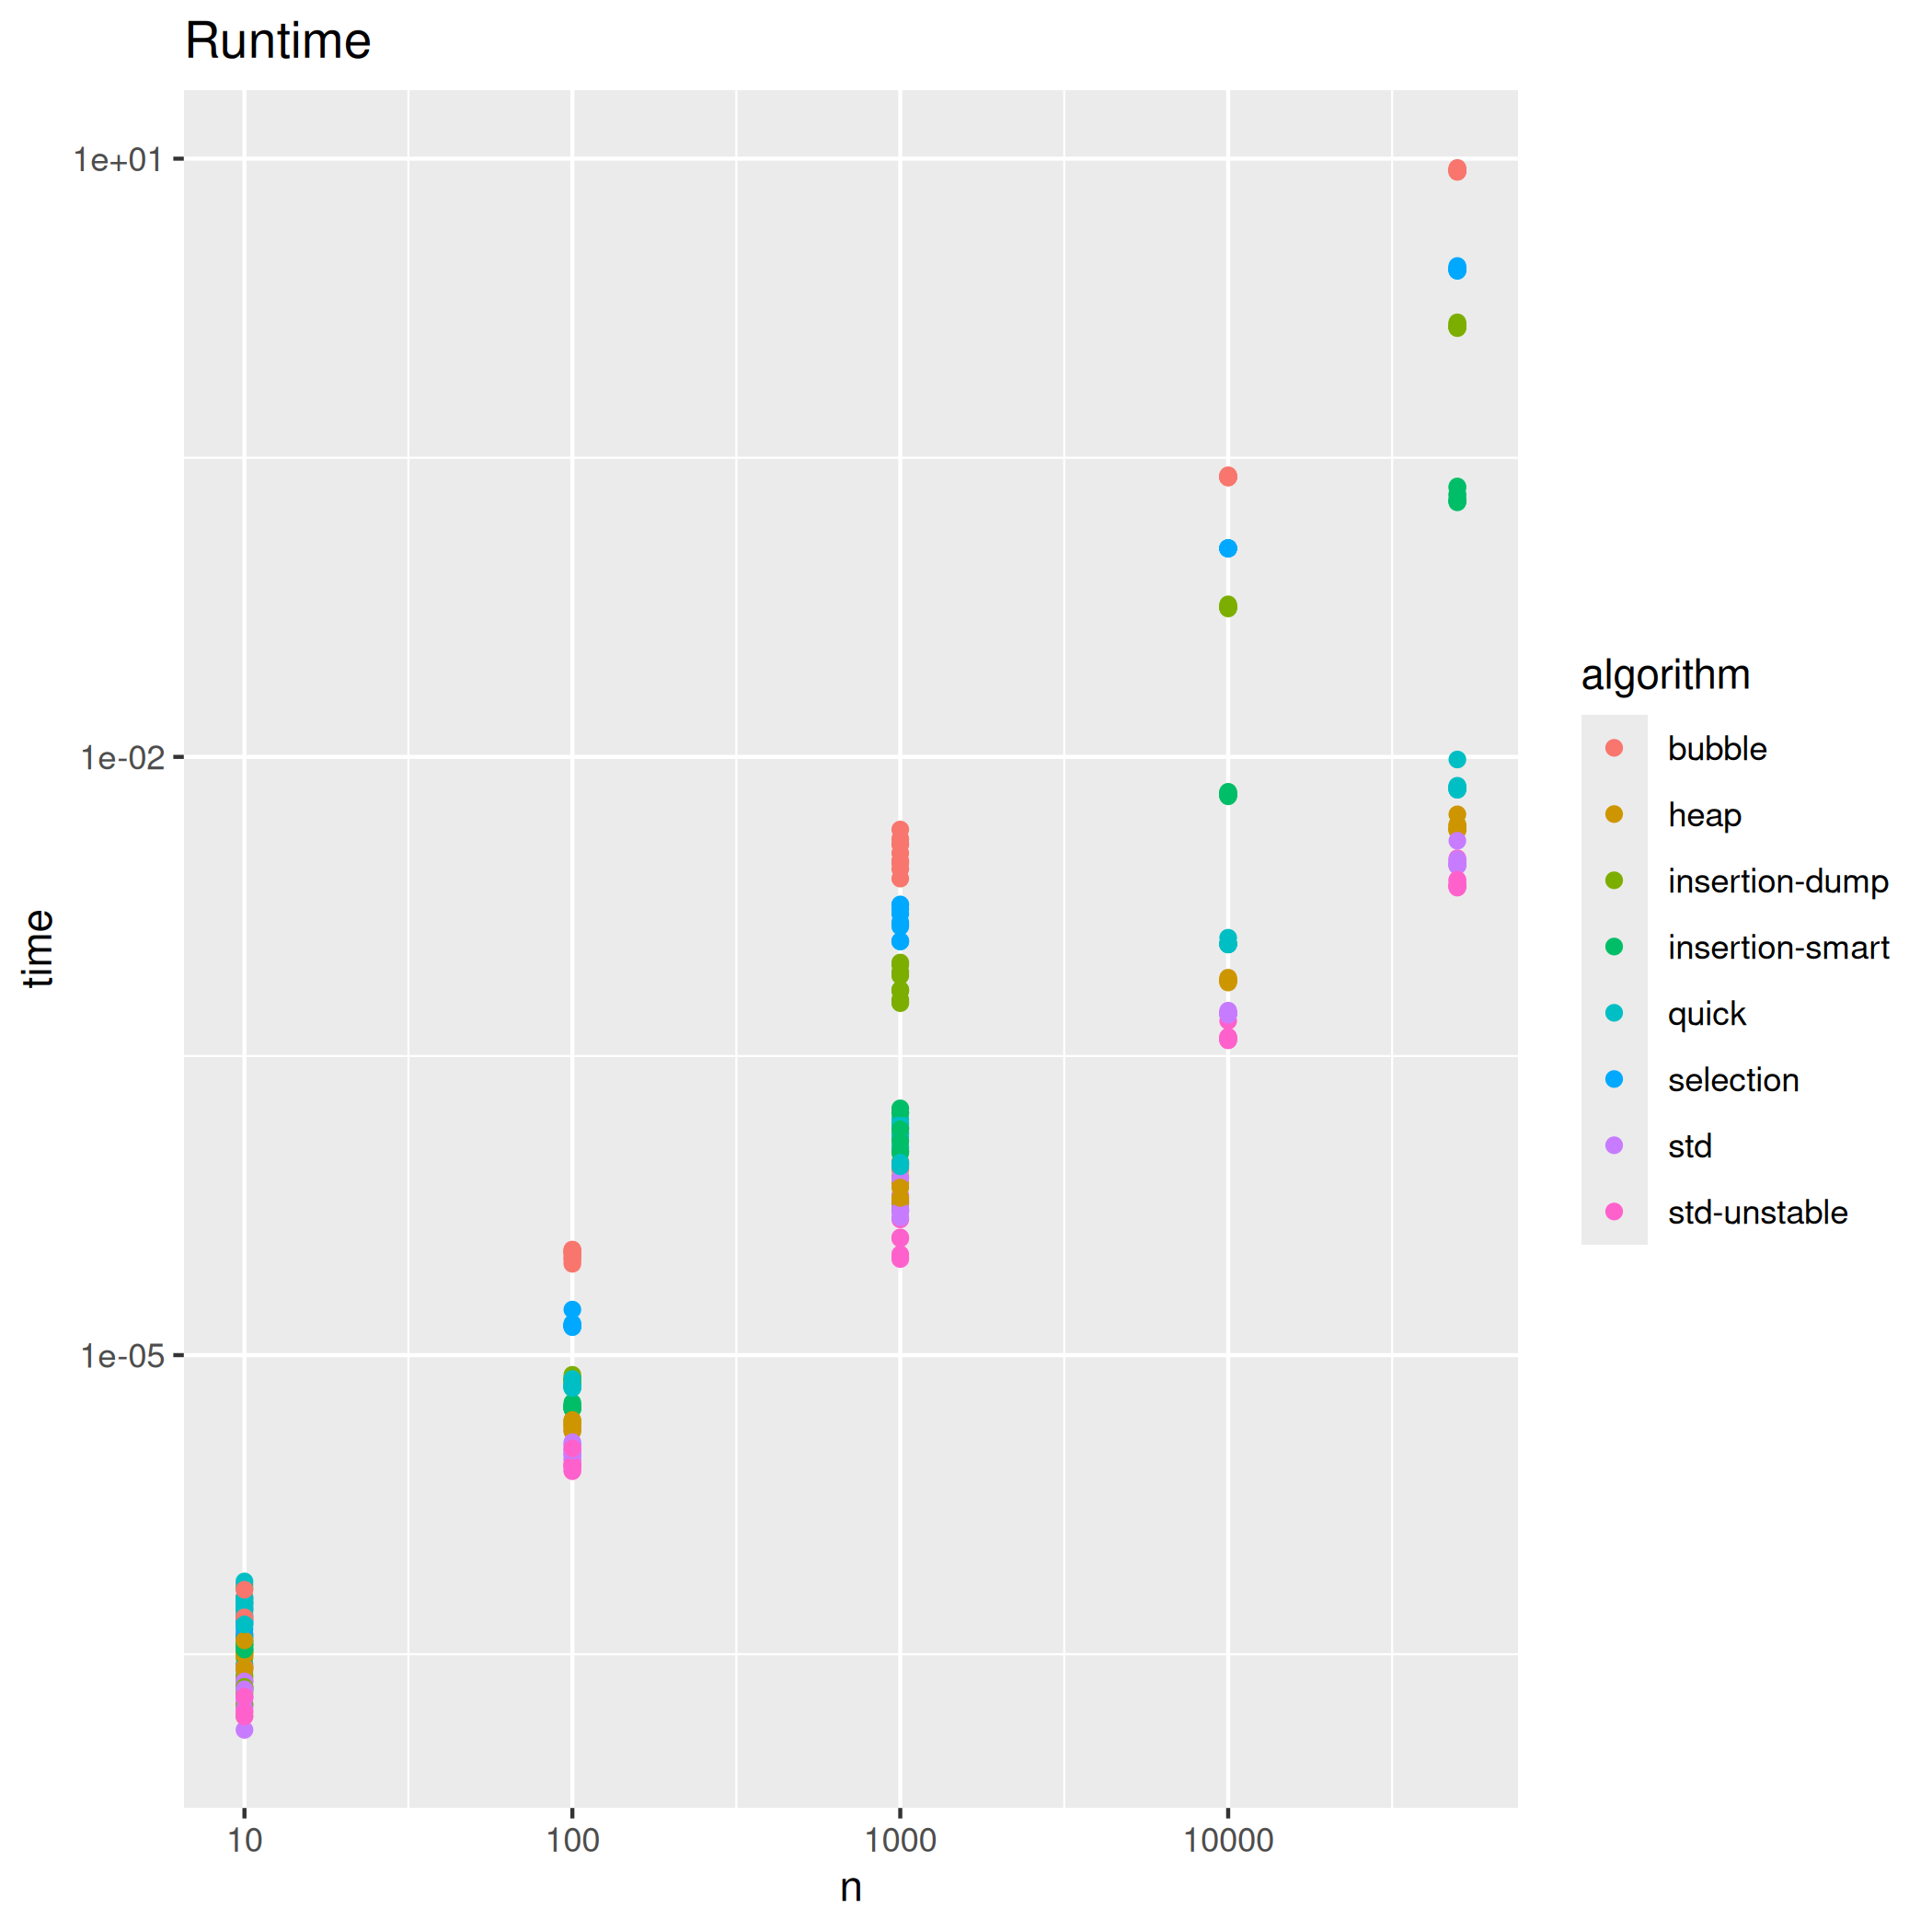 Runtime
1e+01
1e-02
1e-05
time
10
100
1000
10000
n
algorithm
bubble
heap
insertion-dump
insertion-smart
quick
selection
std
std-unstable